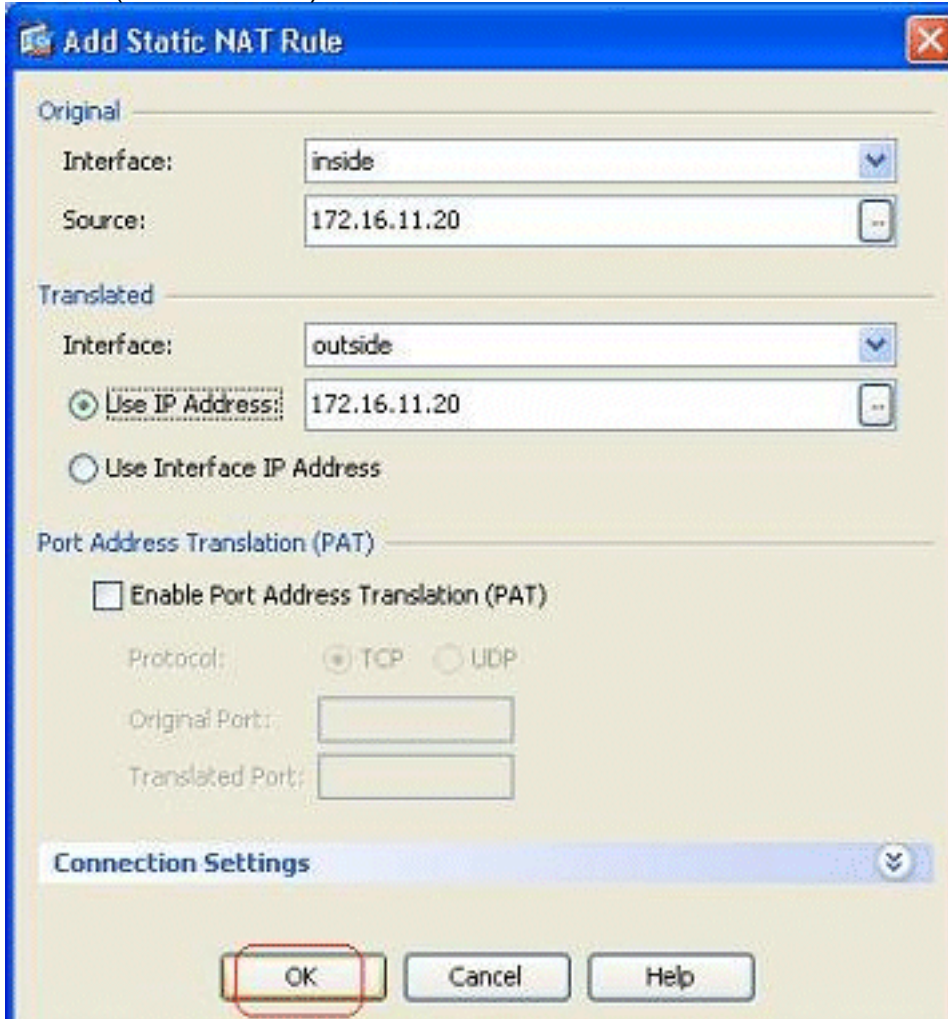 Add Static NAT Rule
Original
Interface: inside
Source: 172.16.11.20 ..
Translated
Interface: outside
Use IP Address: 172.16.11.20 ..
Use Interface IP Address
Port Address Translation (PAT)
Enable Port Address Translation (PAT)
Protocol: TCP UDP
Original Port:
Translated Port:
Connection Settings
OK Cancel Help